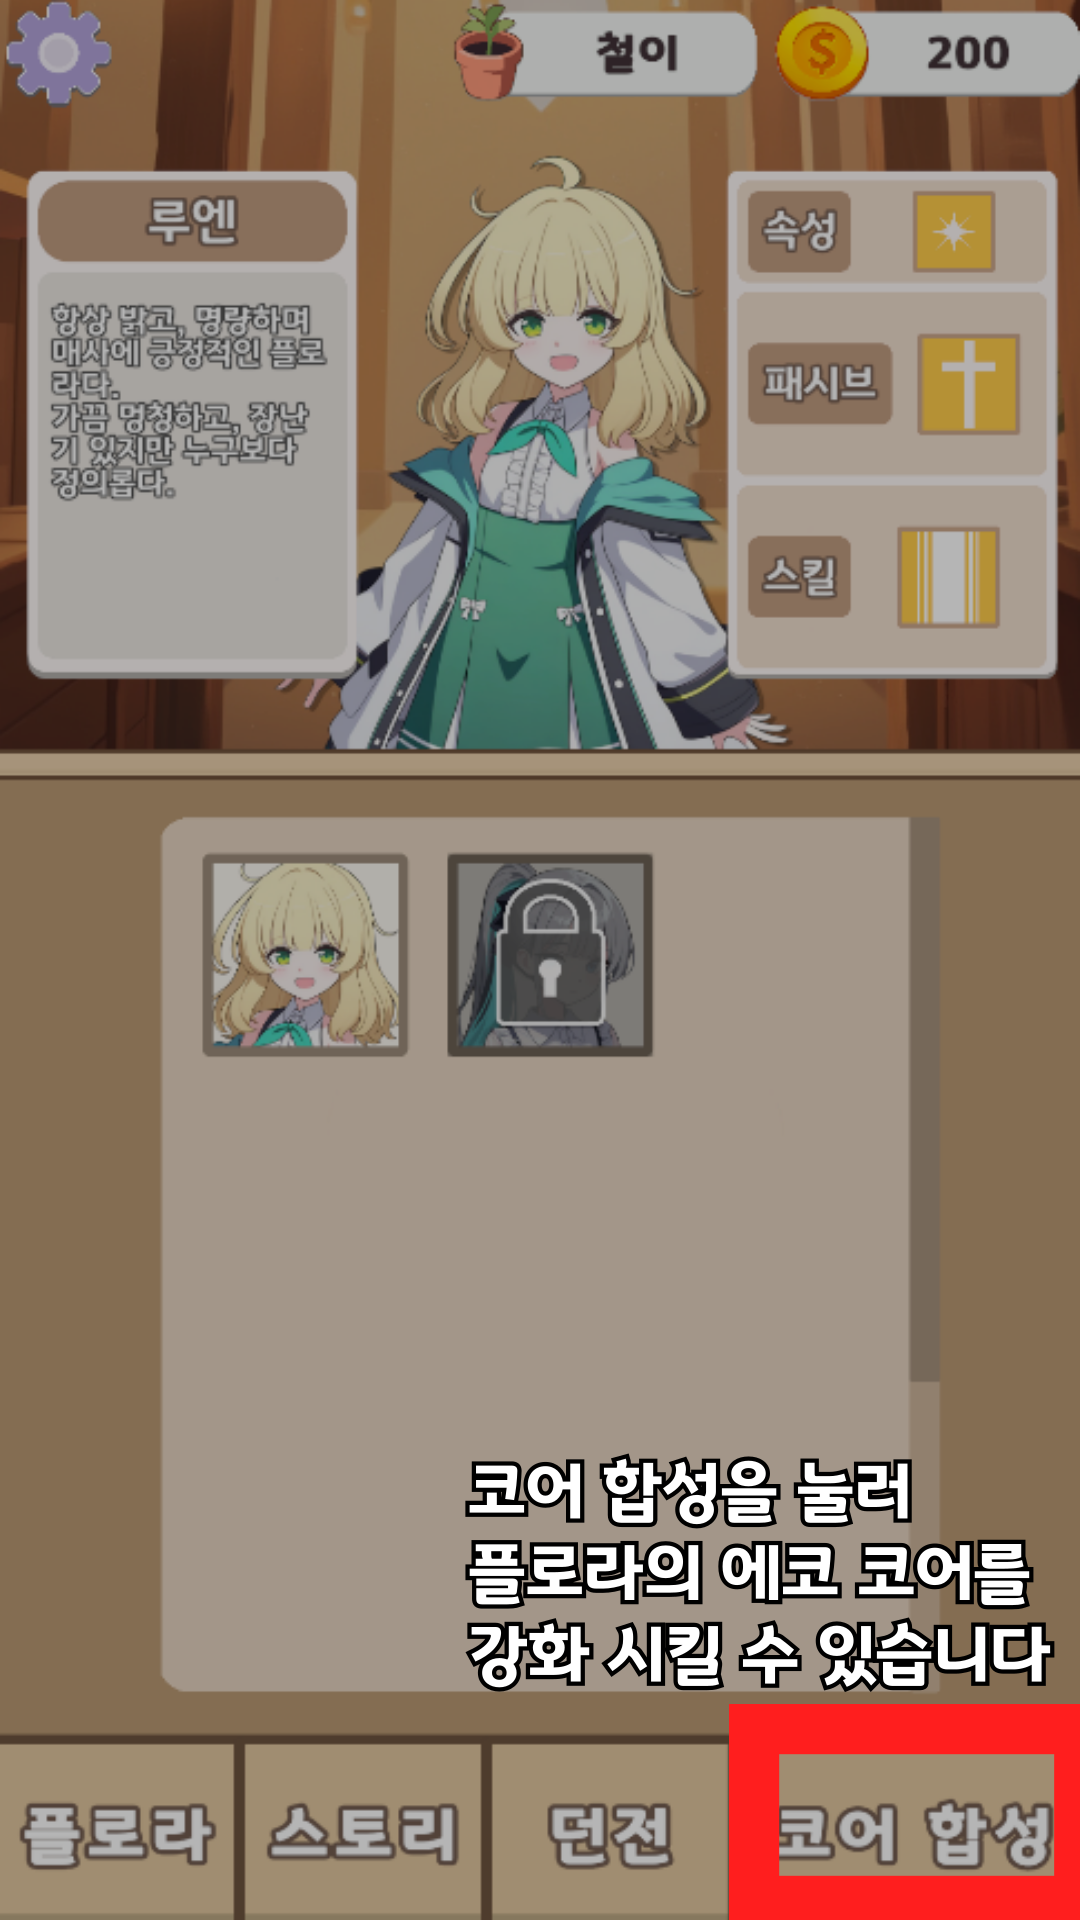 철이
200
루엔
항상 밝고, 명량하며
매사에 긍정적인 플로
라다.
가끔 멍청하고, 장난
기 있지만 누구보다
정의롭다.
속성
패시브
스킬
코어 합성을 눌러
플로라의 에코 코어를
강화 시킬 수 있습니다
플로라
스토리
던전
코어 합성